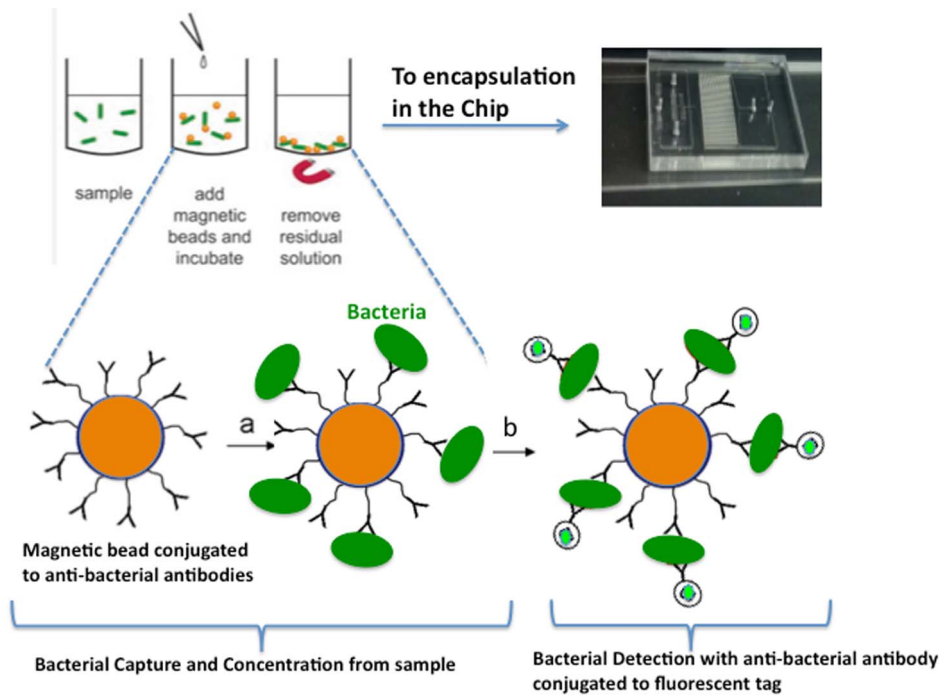 To encapsulation
in the Chip
sample
add
magnetic
beads and
incubate
remove
residual
solution
Bacteria
a
b
Magnetic bead conjugated
to anti-bacterial antibodies
Bacterial Capture and Concentration from sample
Bacterial Detection with anti-bacterial antibody
conjugated to fluorescent tag